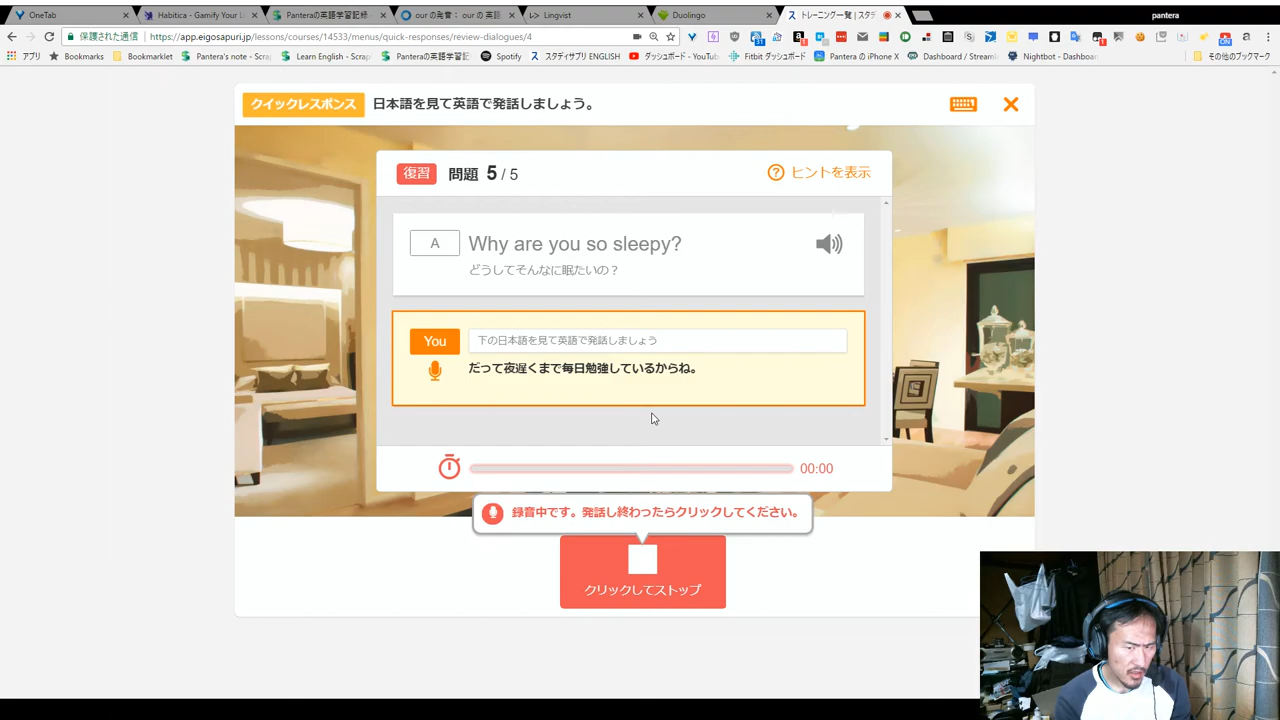 OneTab
Habitica - Gamify Your L
Panteraの英語学習記録
our の発音： our の 英語
Lingvist
Duolingo
トレーニング一覧 | スタデ
pantera
保護された通信
https://app.eigosapuri.jp/lessons/courses/14533/menus/quick-responses/review-dialogues/4
アプリ
Bookmark
Bookmarklet
Pantera's note - Scrap
Learn English - Scrap
Panteraの英語学習記
Spotify
スタディサプリ ENGLISH
ダッシュボード - YouTu
Fitbit ダッシュボード
Pantera の iPhone X
Dashboard / Streamli
Nightbot - Dashboar
その他のブックマーク
クイックレスポンス
日本語を見て英語で発話しましょう。
復習
問題 5 / 5
ヒントを表示
A
Why are you so sleepy?
どうしてそんなに眠たいの？
You
下の日本語を見て英語で発話しましょう
だって夜遅くまで毎日勉強しているからね。
00:00
録音中です。発話し終わったらクリックしてください。
クリックしてストップ